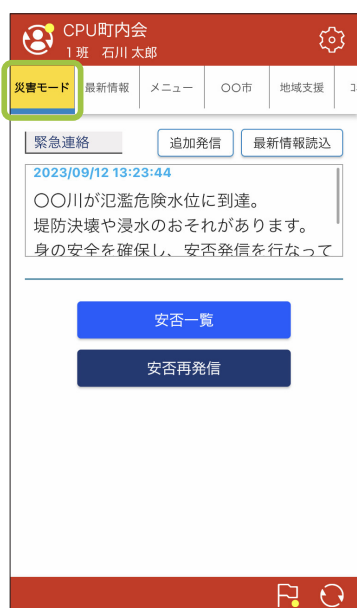 CPU町内会
1班 石川 太郎
災害モード 最新情報 メニュー 〇〇市 地域支援
緊急連絡 追加発信 最新情報読込
2023/09/12 13:23:44
〇〇川が氾濫危険水位に到達。
堤防決壊や浸水のおそれがあります。
身の安全を確保し、安否発信を行なって
安否一覧
安否再発信